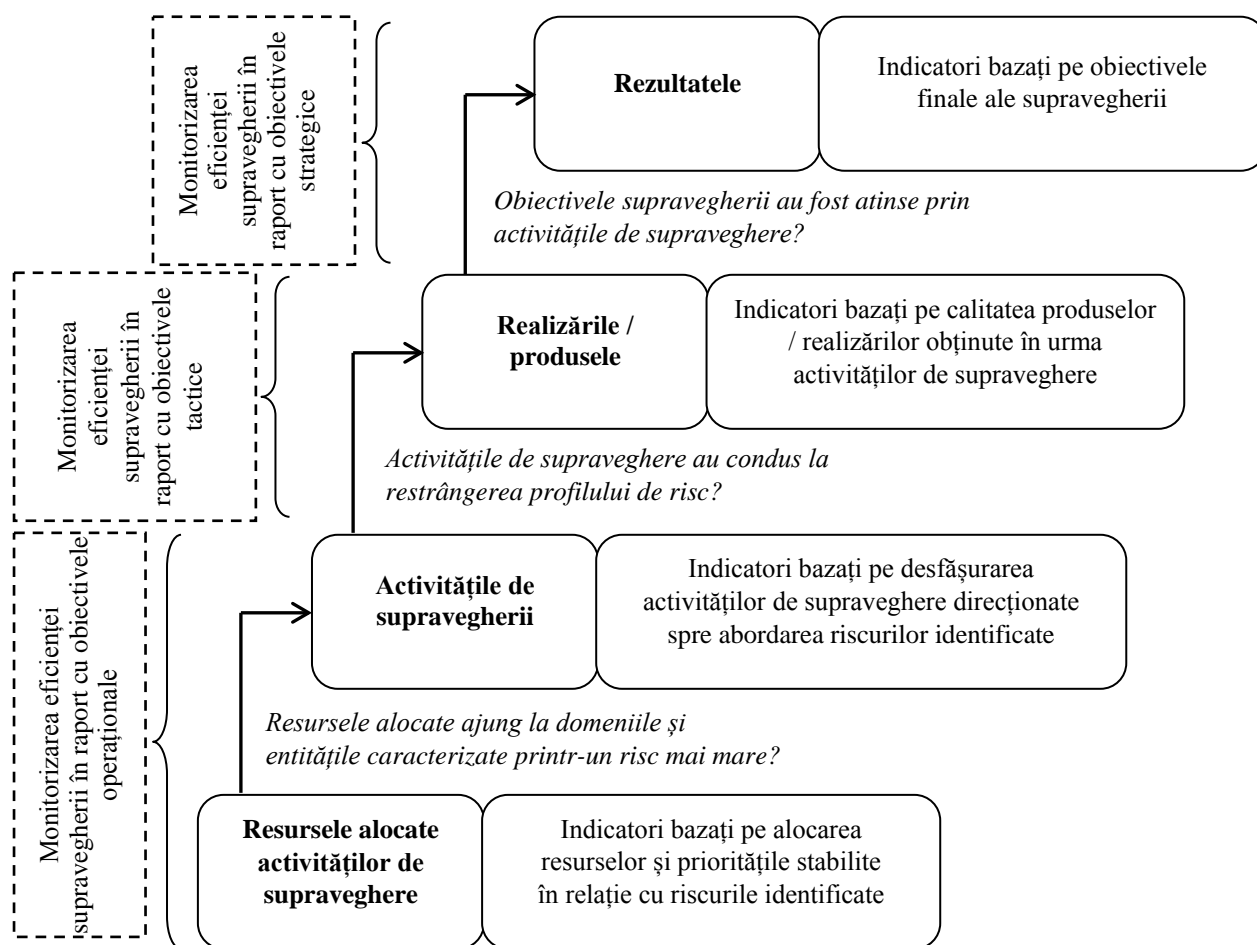 Monitorizarea
eficienței
supravegherii în
raport cu obiectivele
strategice
Rezultatele
Indicatori bazați pe obiectivele
finale ale supravegherii
Obiectivele supravegherii au fost atinse prin
activitățile de supraveghere?
Monitorizarea
eficienței
supravegherii în
raport cu obiectivele
tactice
Realizările /
produsele
Indicatori bazați pe calitatea produselor
/ realizărilor obținute în urma
activităților de supraveghere
Activitățile de supraveghere au condus la
restrângerea profilului de risc?
Monitorizarea eficienței
supravegherii în raport cu obiectivele
operaționale
Activitățile de
supravegherii
Indicatori bazați pe desfășurarea
activităților de supraveghere direcționate
spre abordarea riscurilor identificate
Resursele alocate ajung la domeniile și
entitățile caracterizate printr-un risc mai mare?
Resursele alocate
activităților de
supraveghere
Indicatori bazați pe alocarea
resurselor și prioritățile stabilite
în relație cu riscurile identificate